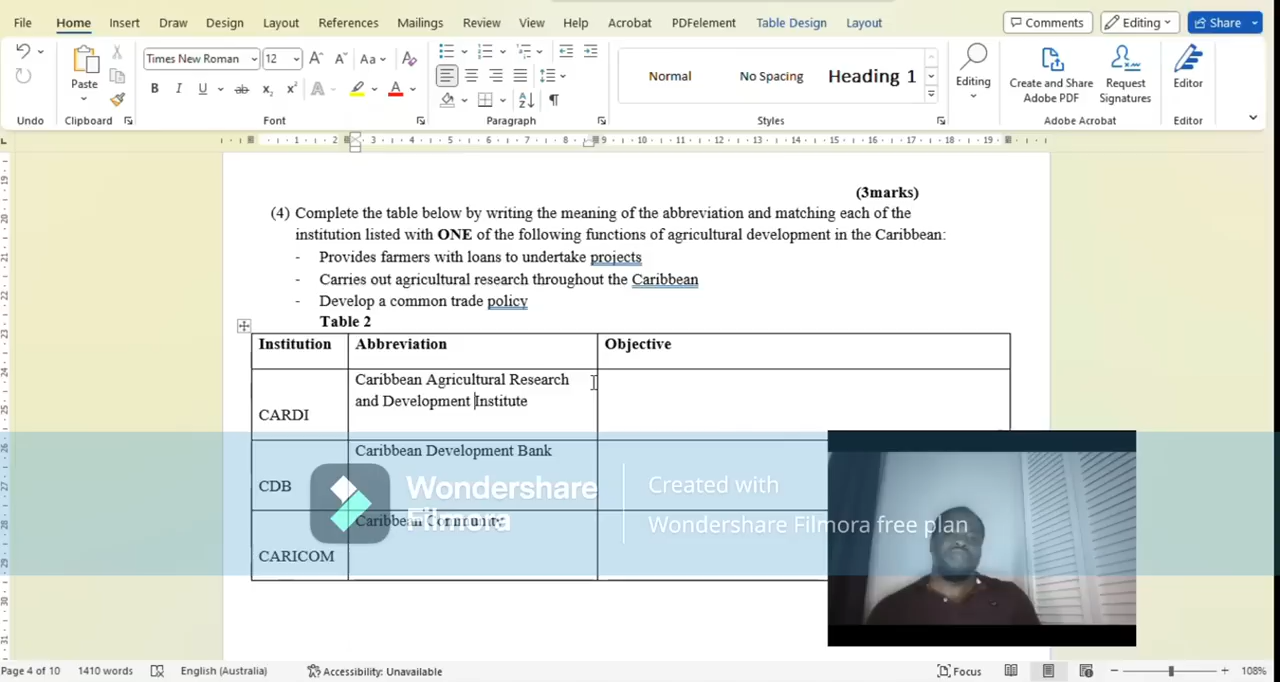 File Home Insert Draw Design Layout References Mailings Review View Help Acrobat PDFelement Table Design Layout Comments Editing Share
Times New Roman 12
Paste
Normal No Spacing Heading 1
Editing
Create and Share Adobe PDF
Request Signatures
Editor
Undo Clipboard Font Paragraph Styles Adobe Acrobat Editor
(3marks)
(4) Complete the table below by writing the meaning of the abbreviation and matching each of the
institution listed with ONE of the following functions of agricultural development in the Caribbean:
- Provides farmers with loans to undertake projects
- Carries out agricultural research throughout the Caribbean
- Develop a common trade policy
Table 2
Institution Abbreviation Objective
Caribbean Agricultural Research
and Development Institute
CARDI
Caribbean Development Bank
CDB
Caribbean Community
CARICOM
Wondershare
Filmora
Created with
Wondershare Filmora free plan
Page 4 of 10 1410 words English (Australia) Accessibility: Unavailable Focus 108%